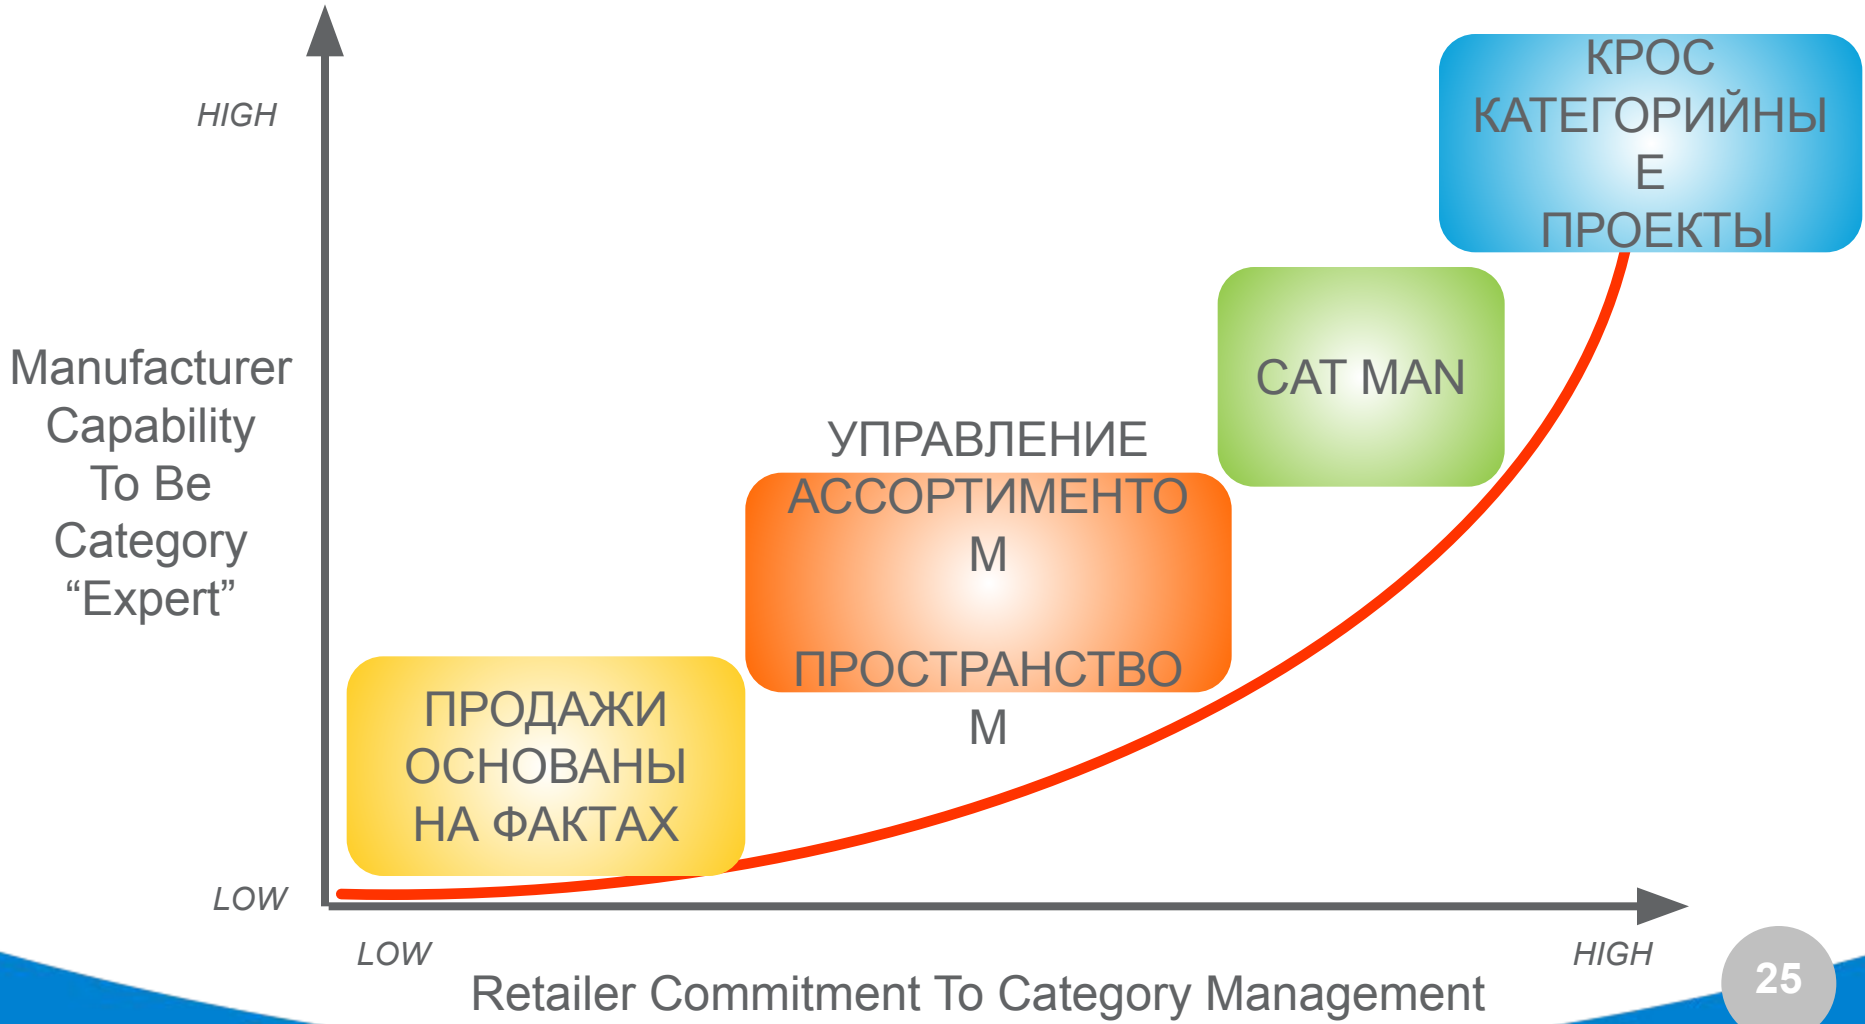 HIGH
Manufacturer
Capability
To Be
Category
“Expert”
LOW
КРОС
КАТЕГОРИЙНЫ
Е
ПРОЕКТЫ
CAT MAN
УПРАВЛЕНИЕ
АССОРТИМЕНТО
М
ПРОСТРАНСТВО
М
ПРОДАЖИ
ОСНОВАНЫ
НА ФАКТАХ
LOW
HIGH
Retailer Commitment To Category Management
25